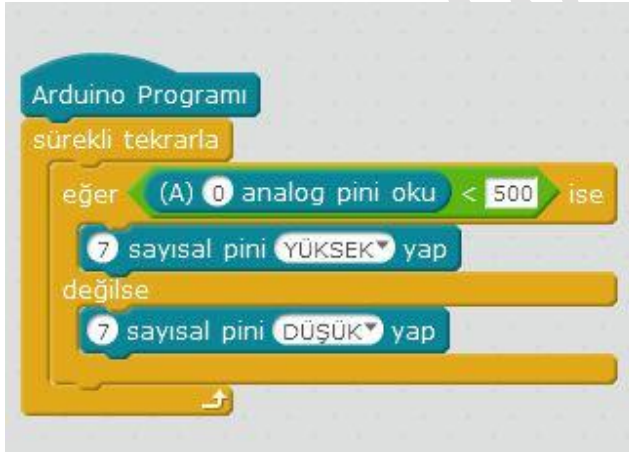 Arduino Programı
sürekli tekrarla
eğer (A) 0 analog pini oku < 500 ise
7 sayısal pini YÜKSEK yap
değilse
7 sayısal pini DÜŞÜK yap